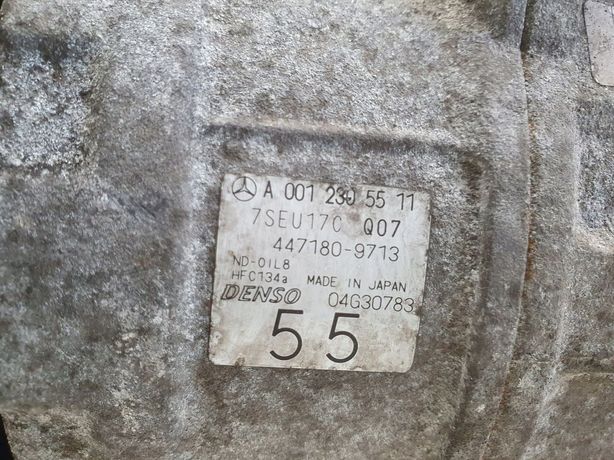 A 001 230 55 11
7SEU17C Q07
447180-9713
ND-OIL8
HFC134a MADE IN JAPAN
DENSO 04G30783
55